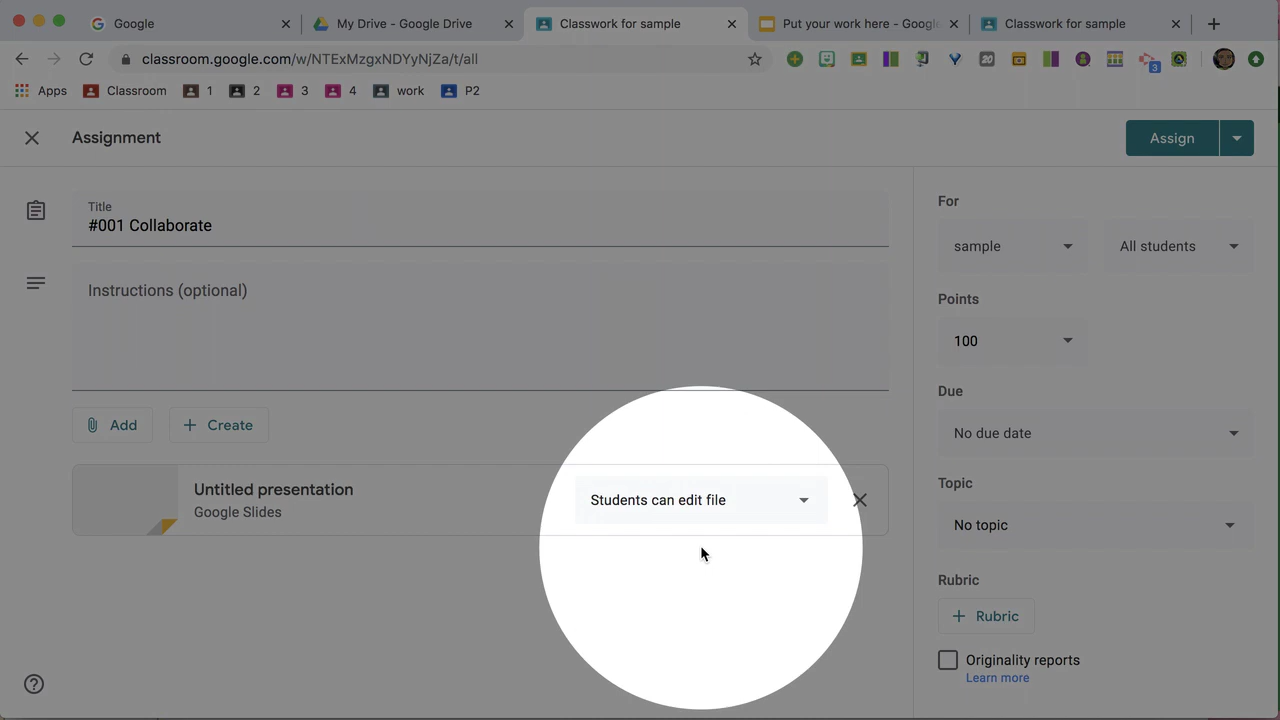 Google
My Drive - Google Drive
Classwork for sample
Put your work here - Googl
Classwork for sample
classroom.google.com/w/NTExMzgxNDYyNjZa/t/all
20
3
Apps
Classroom
1
2
3
4
work
P2
Assignment
Assign
Title
#001 Collaborate
Instructions (optional)
Add
Create
Untitled presentation
Google Slides
Students can edit file
For
sample
All students
Points
100
Due
No due date
Topic
No topic
Rubric
+ Rubric
Originality reports
Learn more